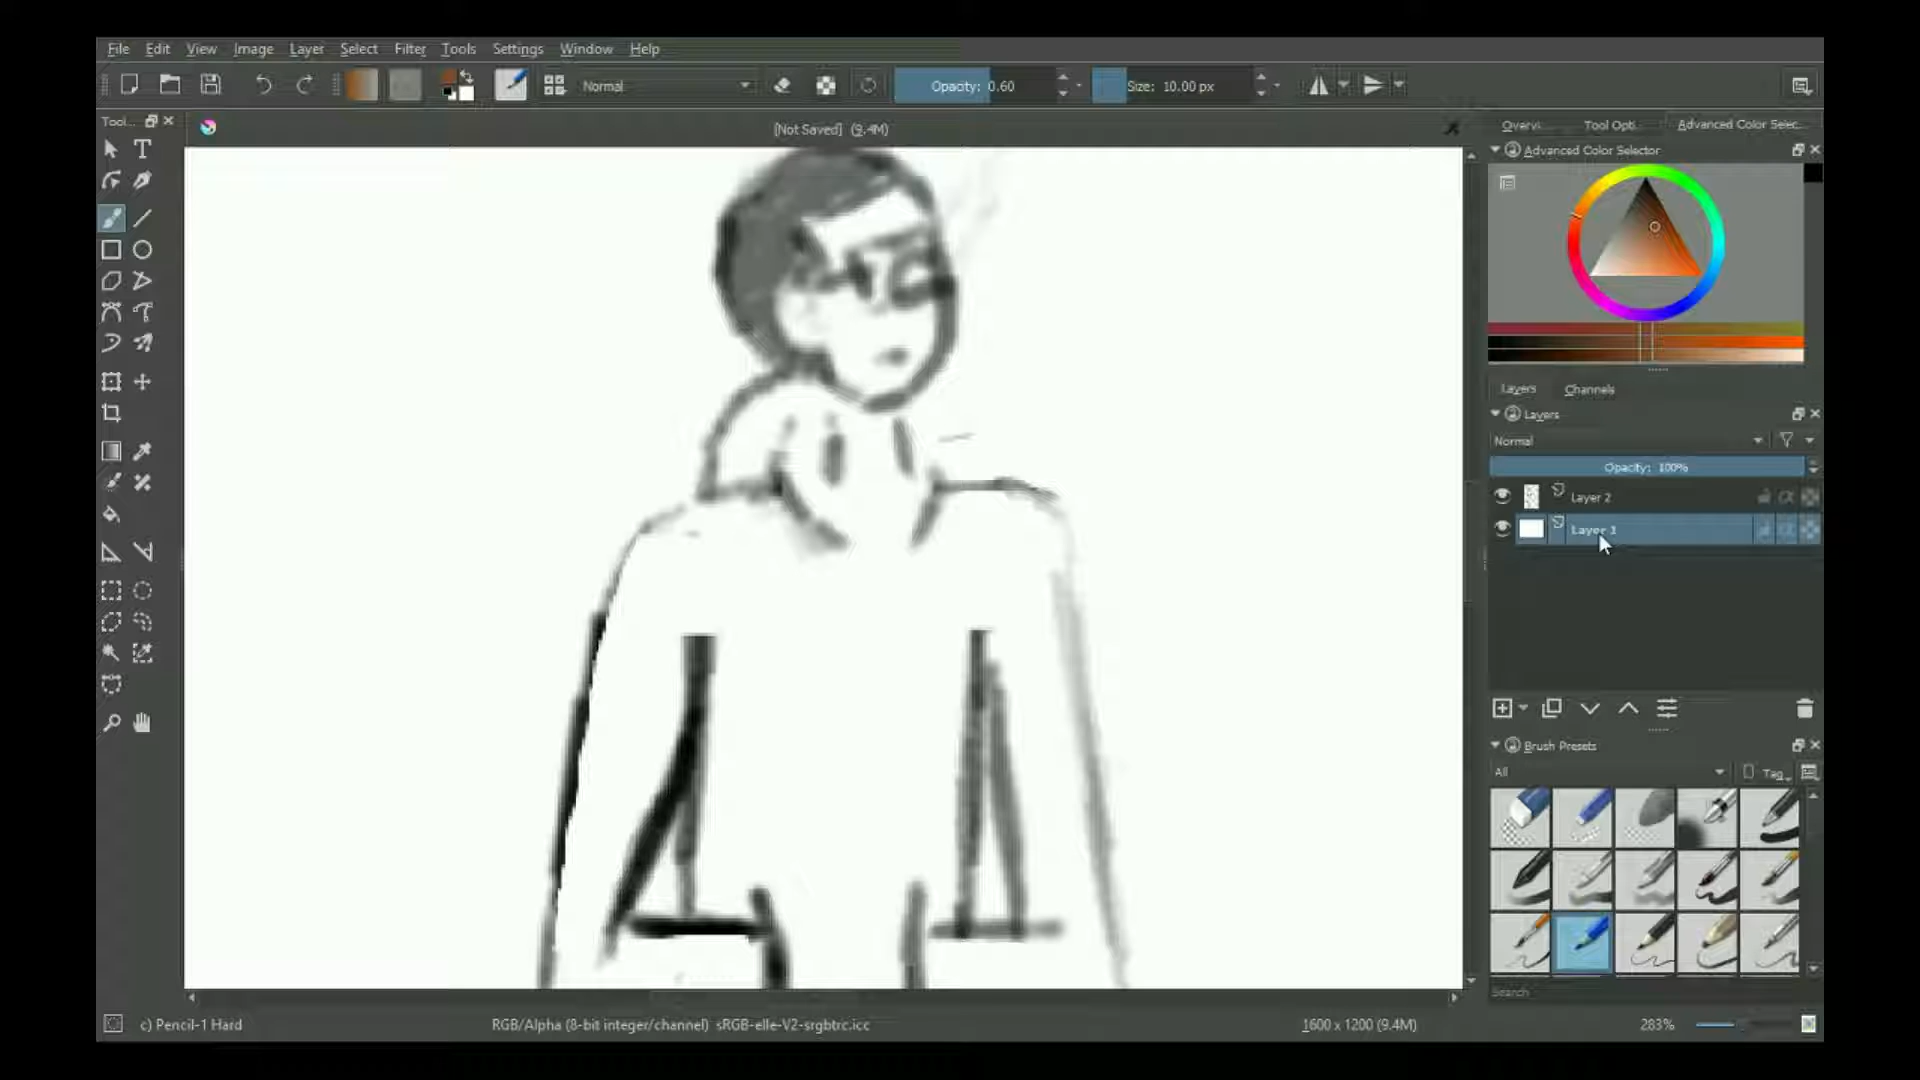 File Edit View Image Layer Select Filter Tools Settings Window Help
Normal Opacity: 0.60 Size: 10.00 px
Tool...
[Not Saved] (9.4M)
Overvi Tool Opti... Advanced Color Selec...
Advanced Color Selector
Layers Channels
Layers
Normal
Opacity: 100%
Layer 2
Layer 1
Brush Presets
All Tag
Search
c) Pencil-1 Hard RGB/Alpha (8-bit integer/channel) sRGB-elle-V2-srgbtrc.icc 1600 x 1200 (9.4M) 283%